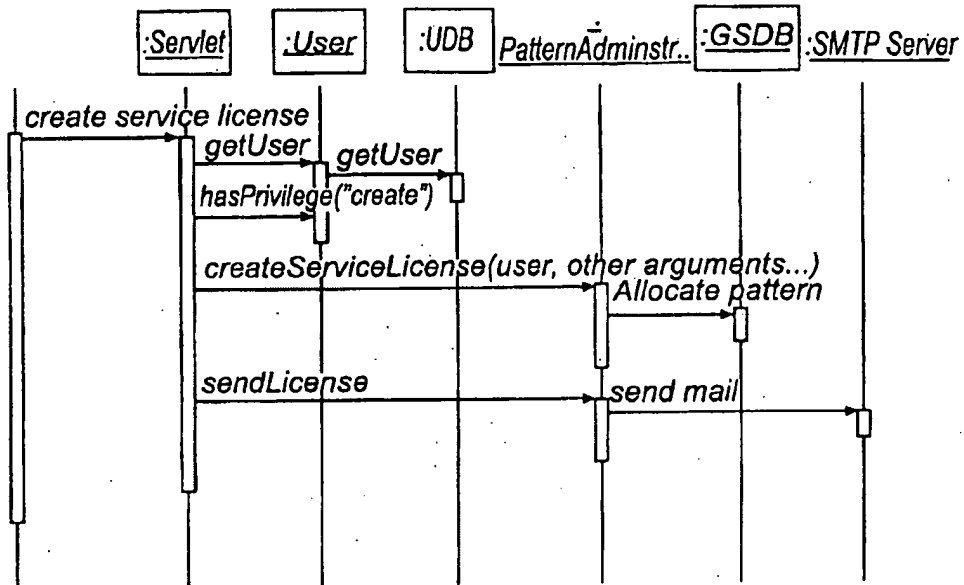 :Servlet
:User
:UDB
:
PatternAdminstr..
:GSDB
:SMTP Server
create service license
getUser
getUser
hasPrivilege("create")
createServiceLicense(user, other arguments...)
Allocate pattern
sendLicense
send mail